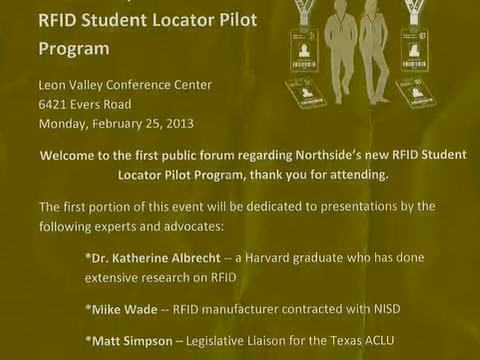 RFID Student Locator Pilot
Program
Leon Valley Conference Center
6421 Evers Road
Monday, February 25, 2013
Welcome to the first public forum regarding Northside's new RFID Student
Locator Pilot Program, thank you for attending.
The first portion of this event will be dedicated to presentations by the
following experts and advocates:
*Dr. Katherine Albrecht -- a Harvard graduate who has done
extensive research on RFID
*Mike Wade -- RFID manufacturer contracted with NISD
*Matt Simpson – Legislative Liaison for the Texas ACLU